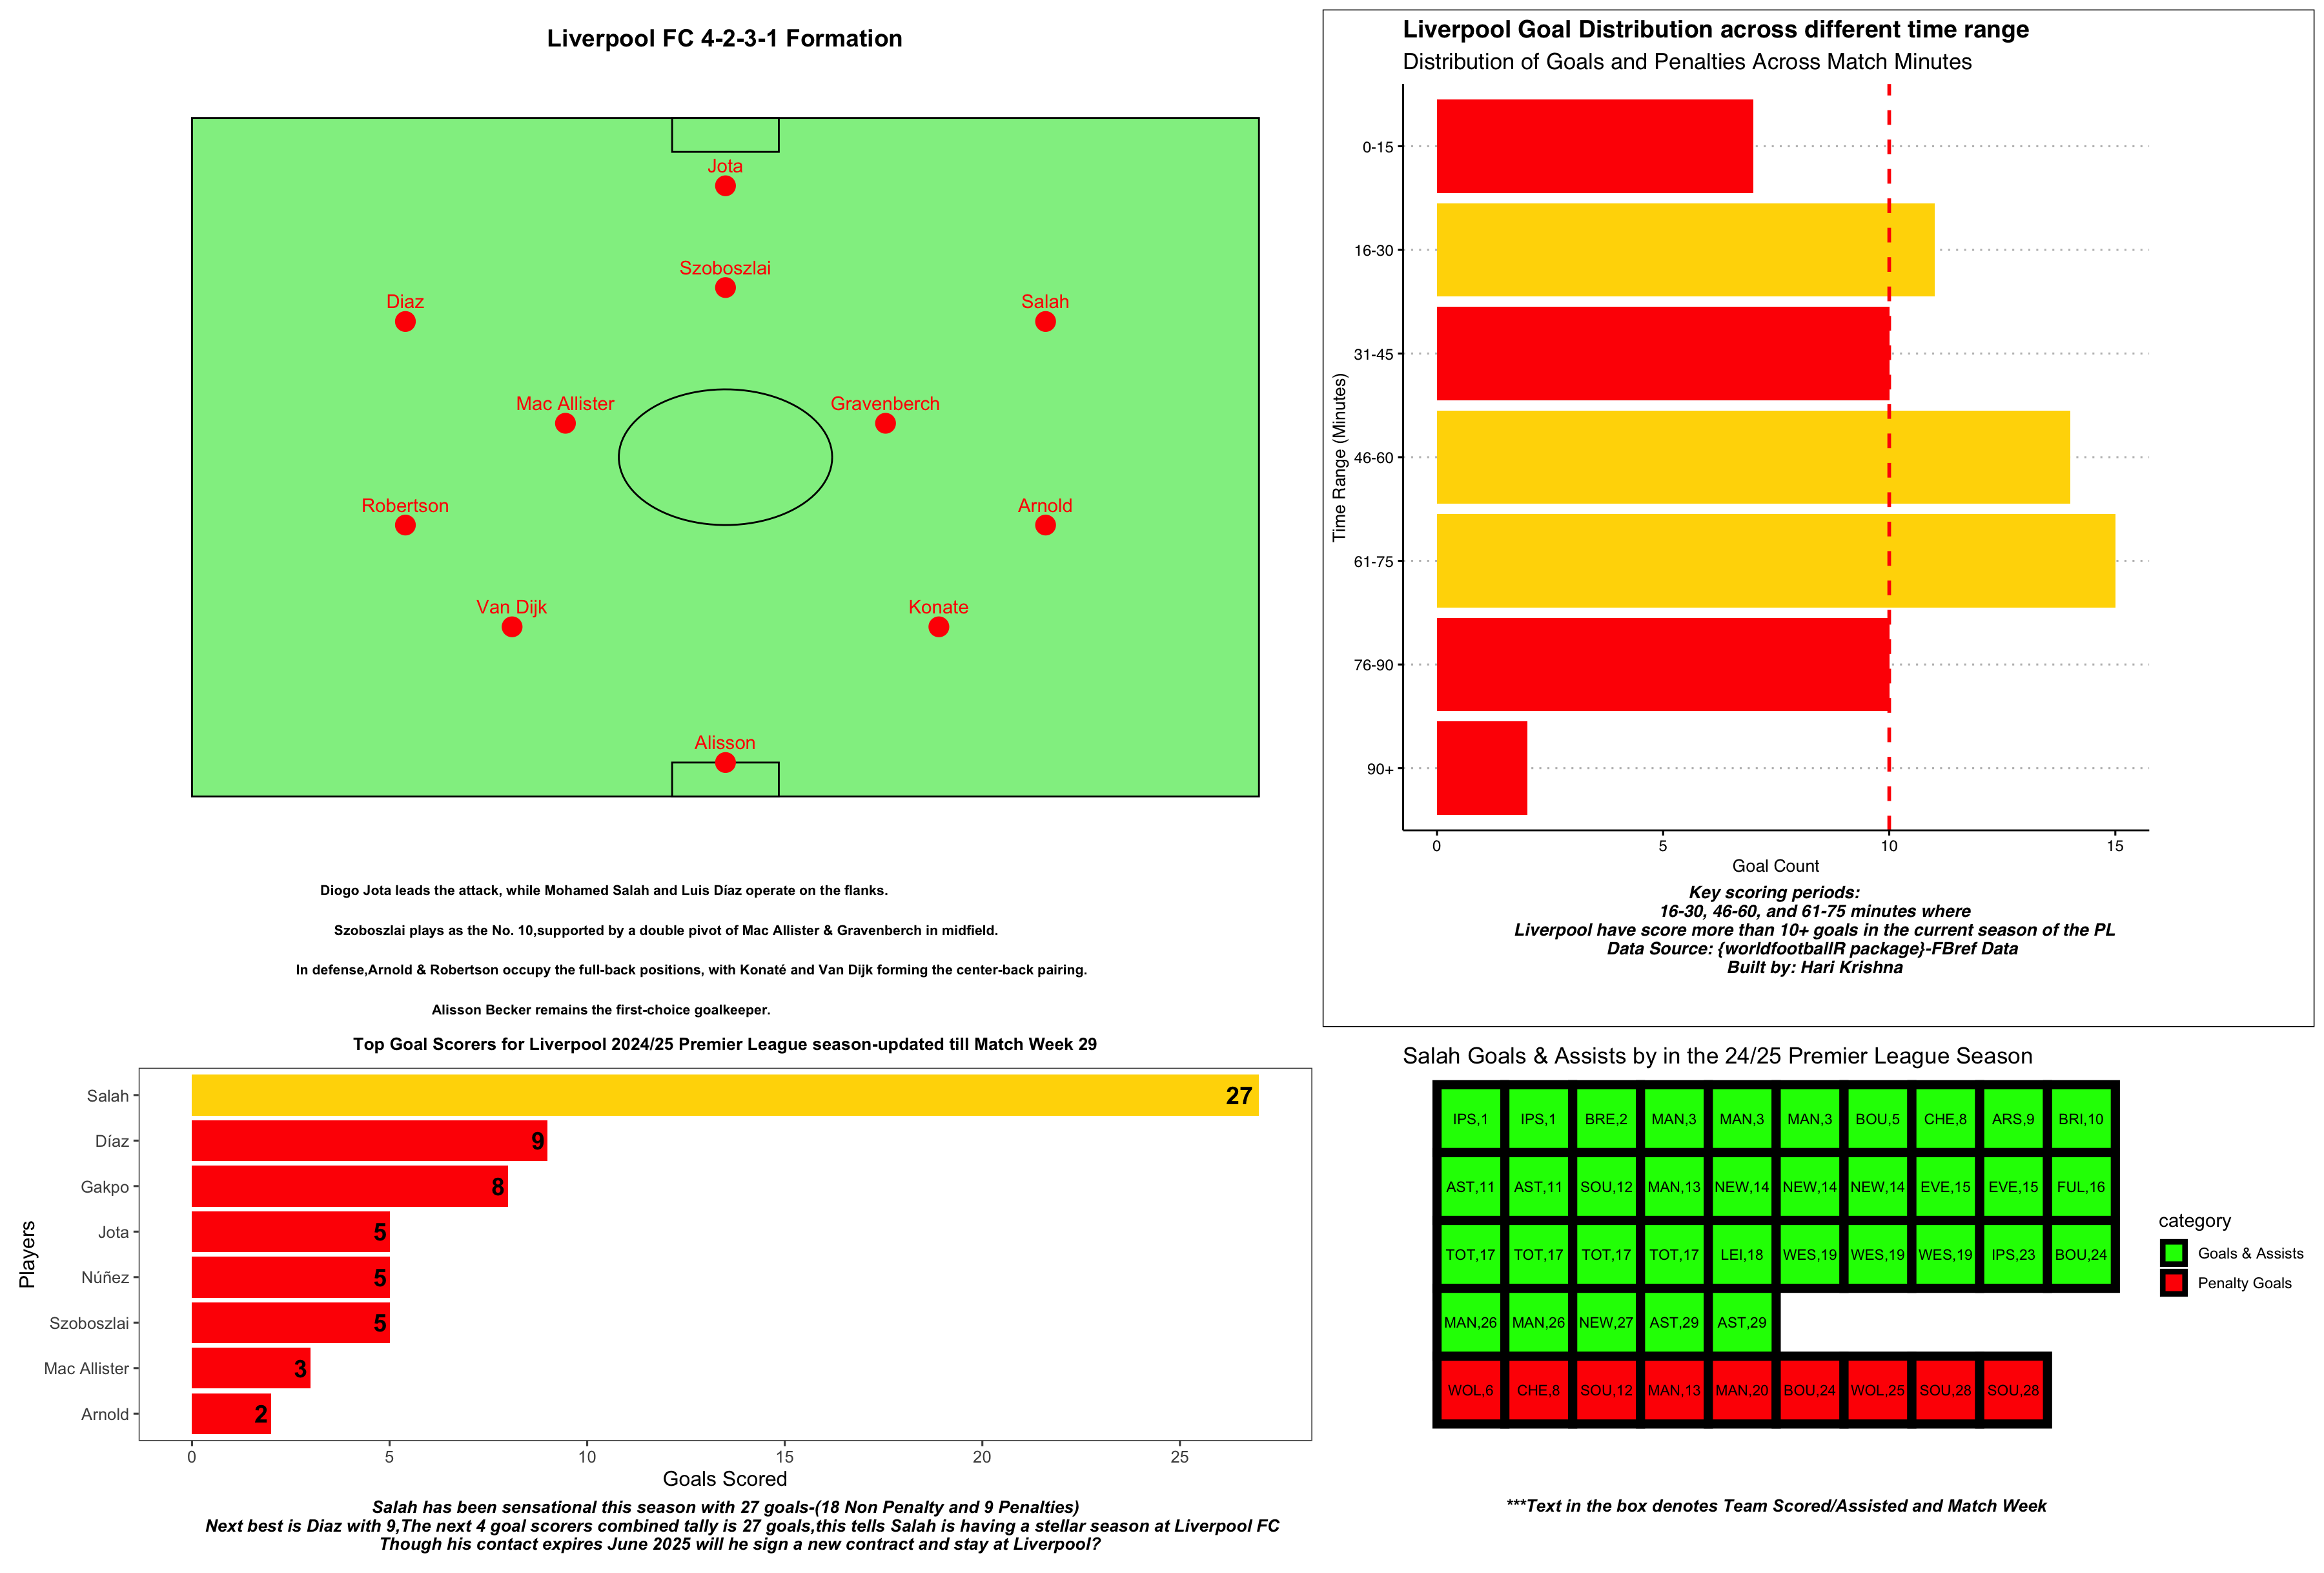 Liverpool FC 4-2-3-1 Formation
Jota
Szoboszlai
Diaz
Salah
Mac Allister
Gravenberch
Robertson
Arnold
Van Dijk
Konate
Alisson
Diogo Jota leads the attack, while Mohamed Salah and Luis Díaz operate on the flanks.
Szoboszlai plays as the No. 10,supported by a double pivot of Mac Allister & Gravenberch in midfield.
In defense,Arnold & Robertson occupy the full-back positions, with Konaté and Van Dijk forming the center-back pairing.
Alisson Becker remains the first-choice goalkeeper.
Liverpool Goal Distribution across different time range
Distribution of Goals and Penalties Across Match Minutes
Time Range (Minutes)
0-15
16-30
31-45
46-60
61-75
76-90
90+
0 5 10 15
Goal Count
Key scoring periods:
16-30, 46-60, and 61-75 minutes where
Liverpool have score more than 10+ goals in the current season of the PL
Data Source: {worldfootballR package}-FBref Data
Built by: Hari Krishna
Top Goal Scorers for Liverpool 2024/25 Premier League season-updated till Match Week 29
Players
Salah 27
Díaz 9
Gakpo 8
Jota 5
Núñez 5
Szoboszlai 5
Mac Allister 3
Arnold 2
0 5 10 15 20 25
Goals Scored
Salah has been sensational this season with 27 goals-(18 Non Penalty and 9 Penalties)
Next best is Diaz with 9,The next 4 goal scorers combined tally is 27 goals,this tells Salah is having a stellar season at Liverpool FC
Though his contact expires June 2025 will he sign a new contract and stay at Liverpool?
Salah Goals & Assists by in the 24/25 Premier League Season
IPS,1 IPS,1 BRE,2 MAN,3 MAN,3 MAN,3 BOU,5 CHE,8 ARS,9 BRI,10
AST,11 AST,11 SOU,12 MAN,13 NEW,14 NEW,14 NEW,14 EVE,15 EVE,15 FUL,16
TOT,17 TOT,17 TOT,17 TOT,17 LEI,18 WES,19 WES,19 WES,19 IPS,23 BOU,24
MAN,26 MAN,26 NEW,27 AST,29 AST,29
WOL,6 CHE,8 SOU,12 MAN,13 MAN,20 BOU,24 WOL,25 SOU,28 SOU,28
category
Goals & Assists
Penalty Goals
***Text in the box denotes Team Scored/Assisted and Match Week